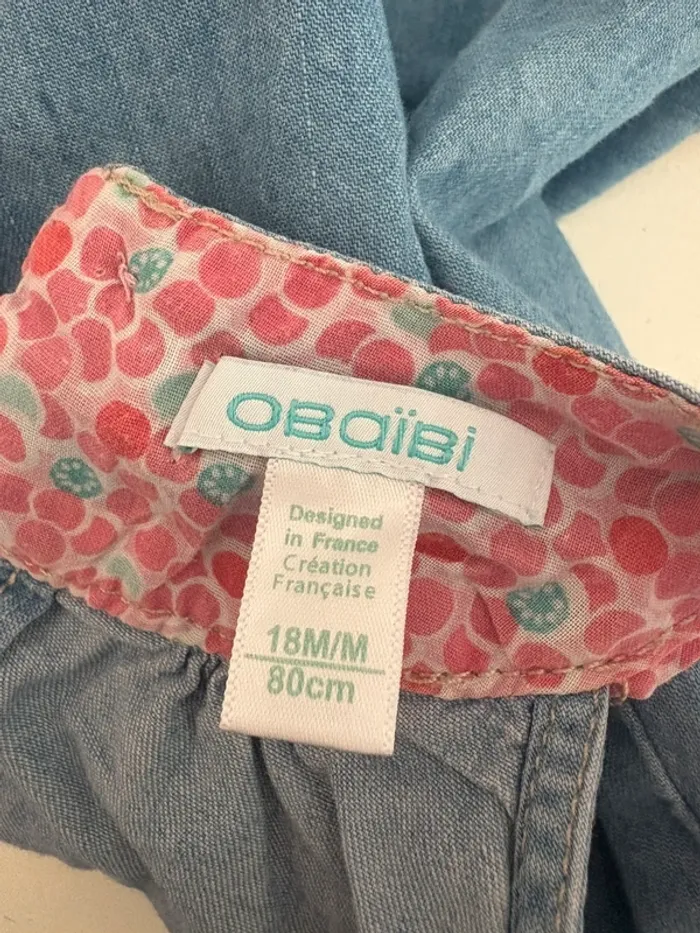 OBaïBi
Designed
in France
Création
Française
18M/M
80cm